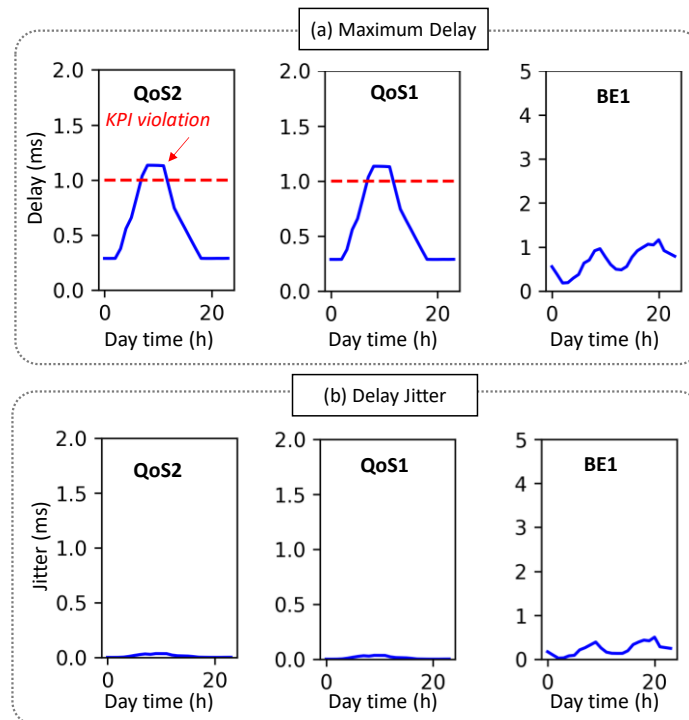 (a) Maximum Delay
2.0
1.5
1.0
0.5
0.0
Delay (ms)
QoS2
KPI violation
0
20
Day time (h)
2.0
1.5
1.0
0.5
0.0
QoS1
0
20
Day time (h)
5
4
3
2
1
0
BE1
0
20
Day time (h)
(b) Delay Jitter
2.0
1.5
1.0
0.5
0.0
Jitter (ms)
QoS2
0
20
Day time (h)
2.0
1.5
1.0
0.5
0.0
QoS1
0
20
Day time (h)
5
4
3
2
1
0
BE1
0
20
Day time (h)